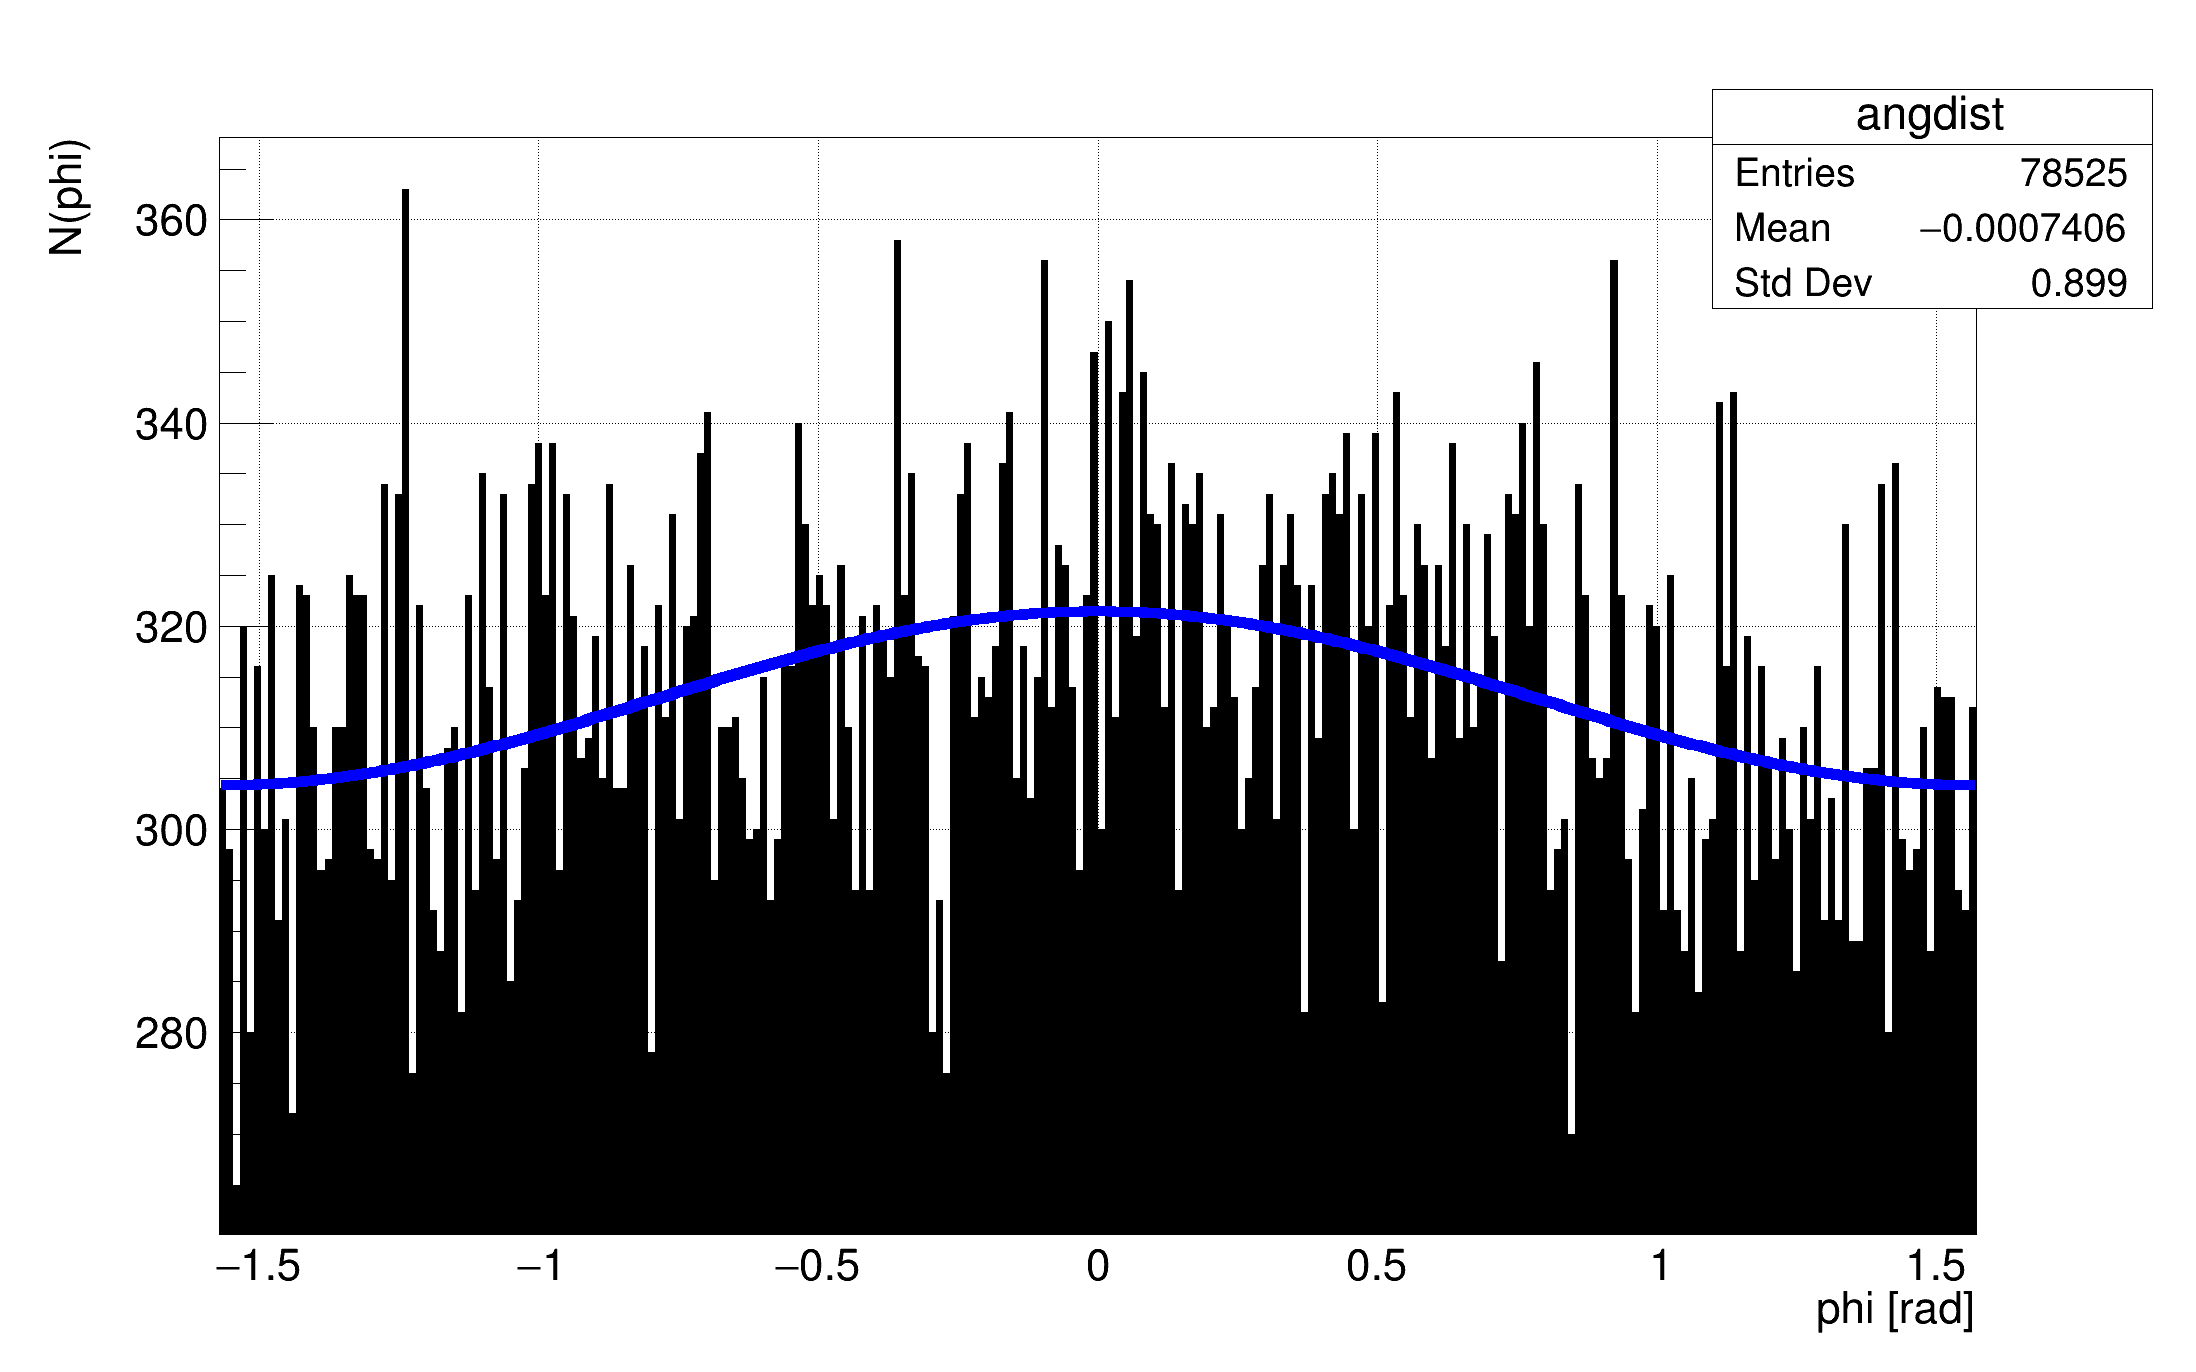 angdist
Entries 78525
Mean −0.0007406
Std Dev 0.899
N(phi)
360
340
320
300
280
−1.5 −1 −0.5 0 0.5 1 1.5
phi [rad]